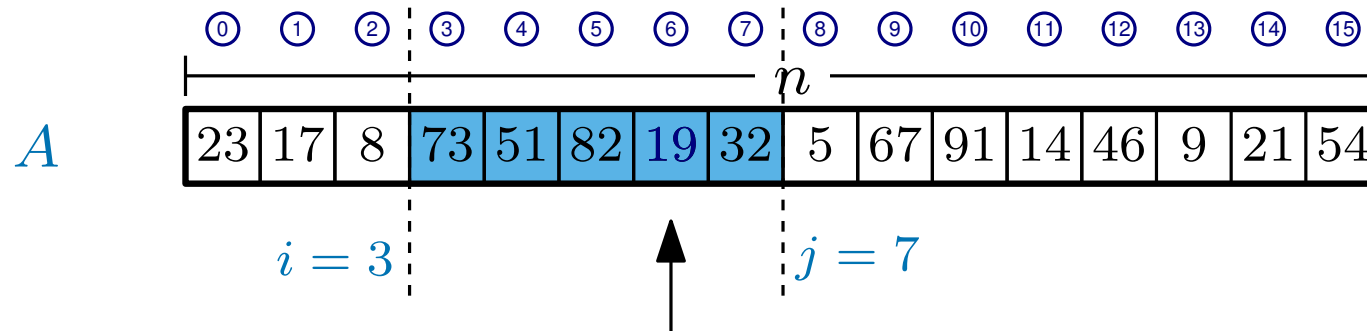 0 1 2 3 4 5 6 7 8 9 10 11 12 13 14 15
n
A 23 17 8 73 51 82 19 32 5 67 91 14 46 9 21 54
i = 3 j = 7